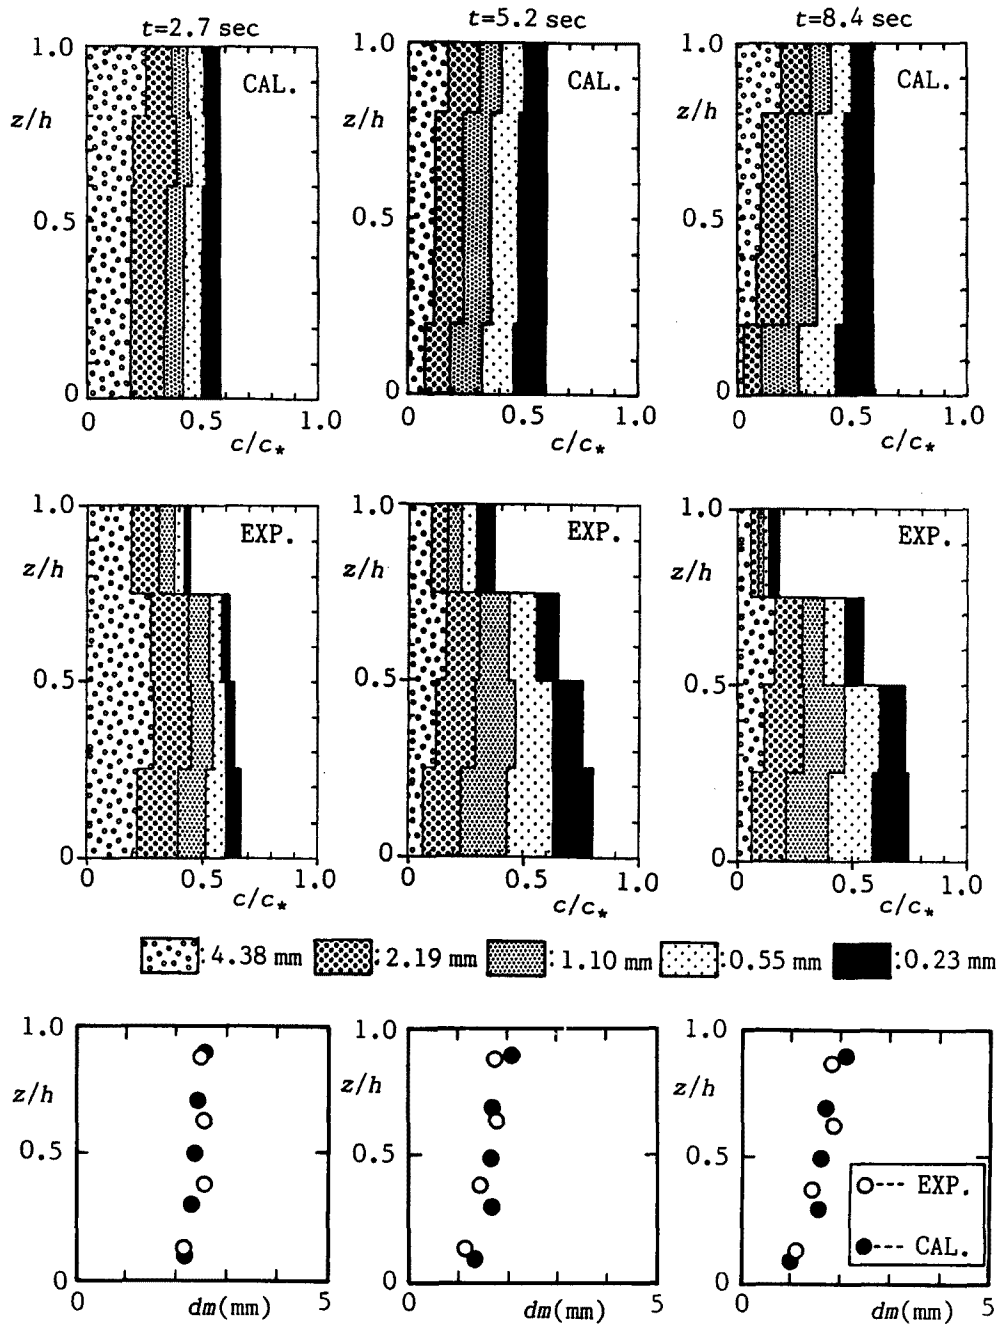 t=2.7 sec t=5.2 sec t=8.4 sec
1.0 CAL. 1.0 CAL. 1.0 CAL.
z/h z/h z/h
0.5 0.5 0.5
0 0 0
0 0.5 1.0 0 0.5 1.0 0 0.5 1.0
c/c* c/c* c/c*
1.0 EXP. 1.0 EXP. 1.0 EXP.
z/h z/h z/h
0.5 0.5 0.5
0 0 0
0 0.5 1.0 0 0.5 1.0 0 0.5 1.0
c/c* c/c* c/c*
:4.38 mm :2.19 mm :1.10 mm :0.55 mm :0.23 mm
1.0 1.0 1.0
z/h z/h z/h
0.5 0.5 0.5
--- EXP.
--- CAL.
0 0 0
0 dm(mm) 5 0 dm(mm) 5 0 dm(mm) 5